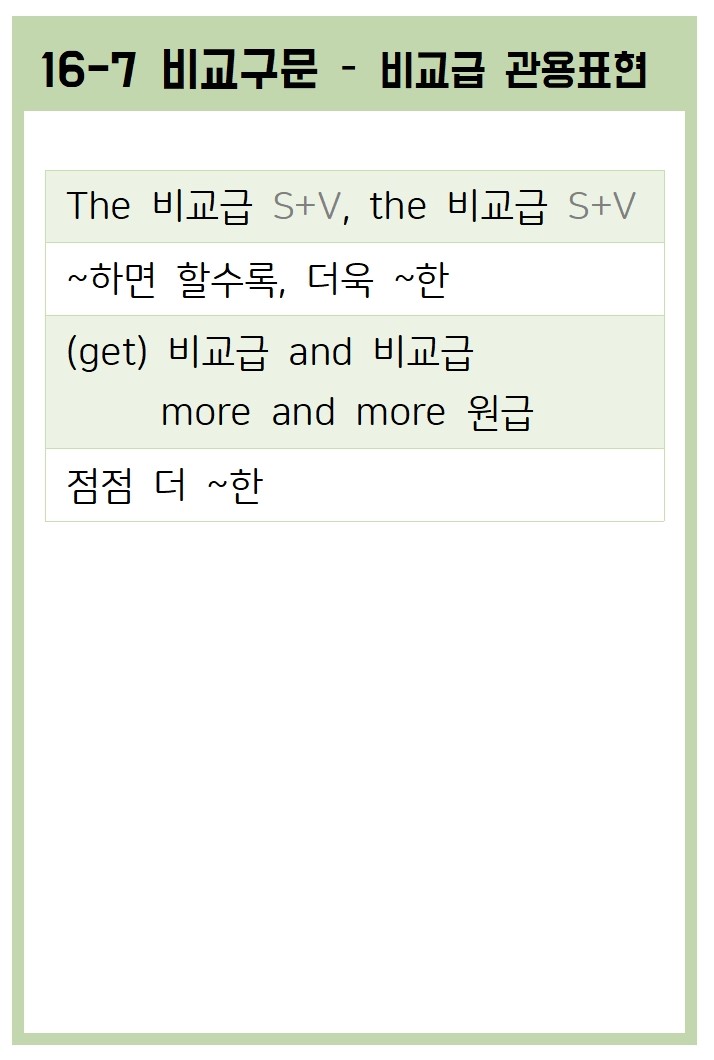 16-7 비교구문 - 비교급 관용표현
The 비교급 S+V, the 비교급 S+V
~하면 할수록, 더욱 ~한
(get) 비교급 and 비교급
more and more 원급
점점 더 ~한